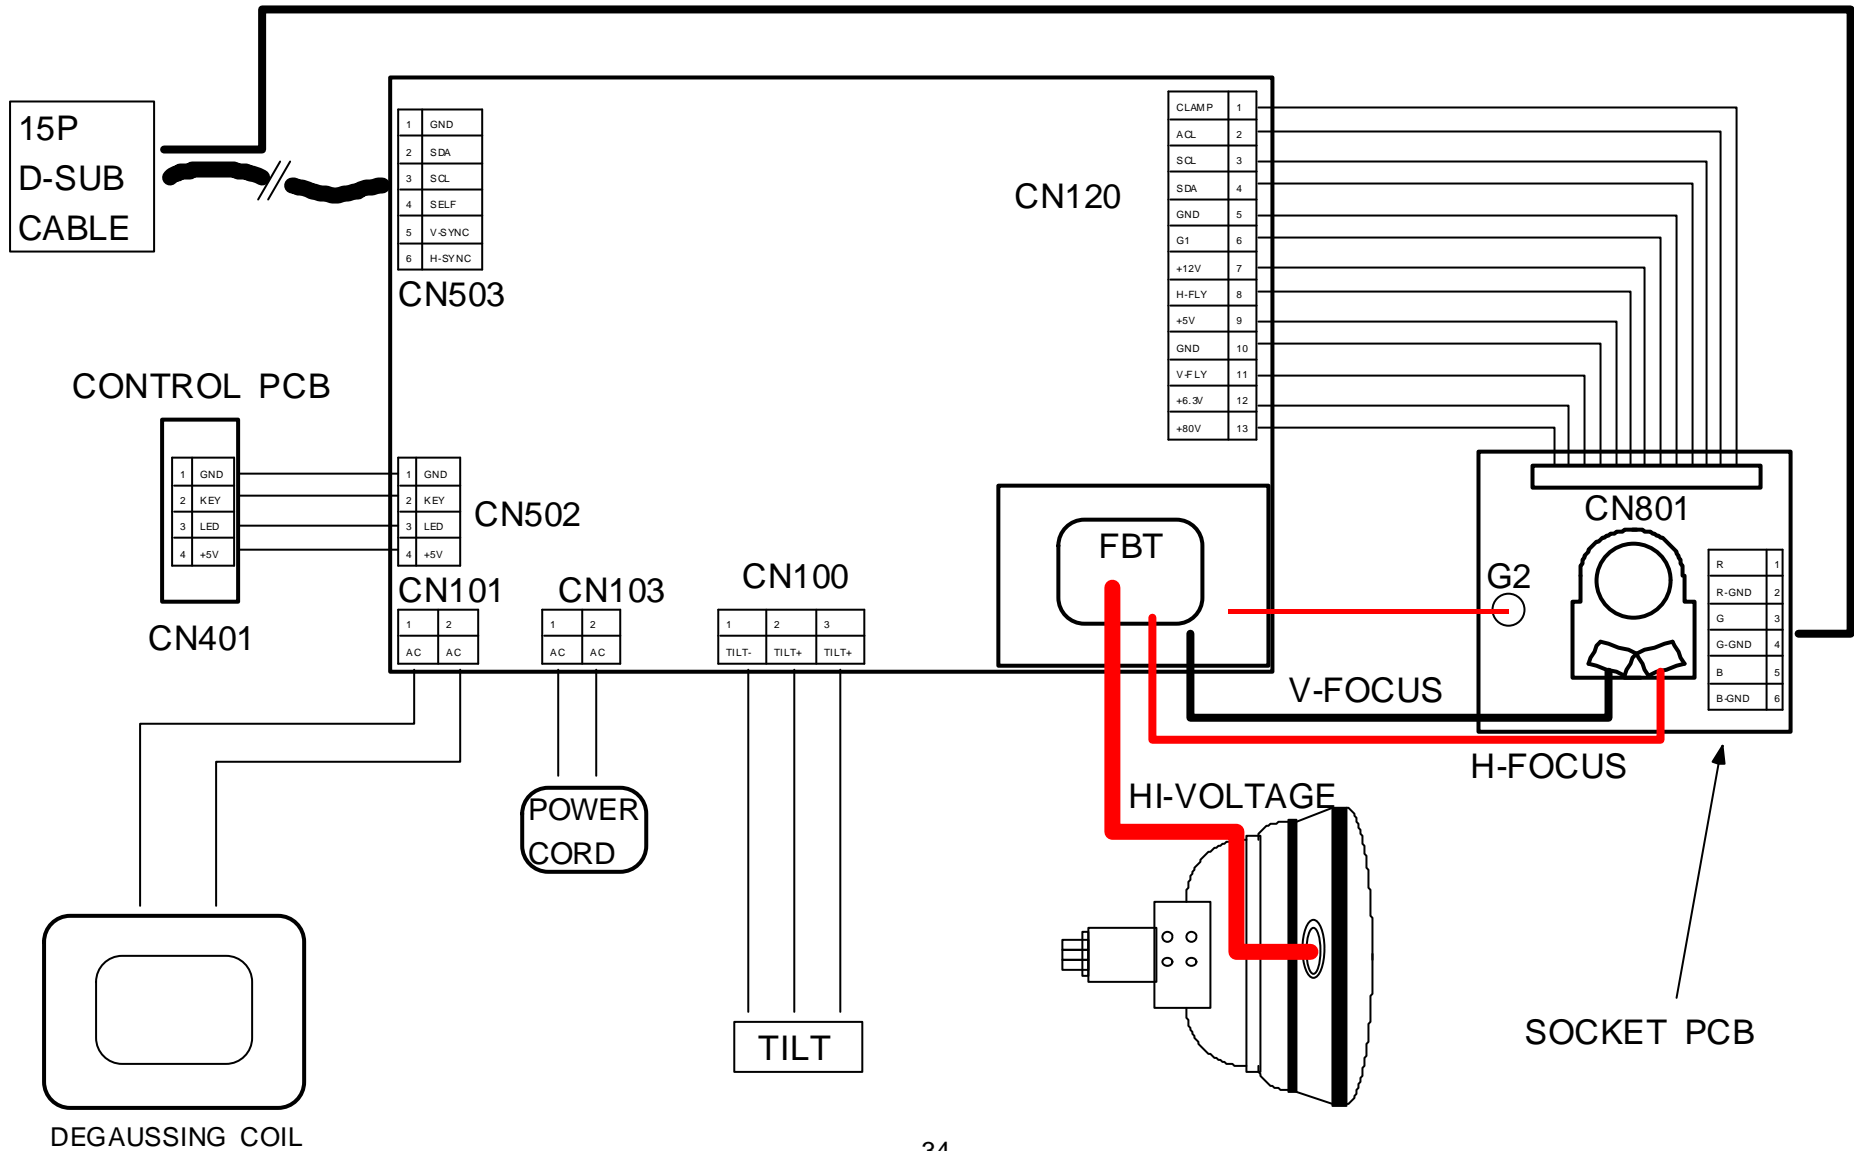 15P
D-SUB
CABLE
1 GND
2 SDA
3 SCL
4 SELF
5 V-SYNC
6 H-SYNC
CN503
CN120
CLAMP 1
ACL 2
SCL 3
SDA 4
GND 5
G1 6
+12V 7
H-FLY 8
+5V 9
GND 10
V-FLY 11
+6.3V 12
+80V 13
CONTROL PCB
1 GND
2 KEY
3 LED
4 +5V
CN401
1 GND
2 KEY
3 LED
4 +5V
CN502
CN101
1 2
AC AC
CN103
1 2
AC AC
CN100
1 2 3
TILT- TILT+ TILT+
FBT
G2
CN801
R 1
R-GND 2
G 3
G-GND 4
B 5
B-GND 6
V-FOCUS
H-FOCUS
HI-VOLTAGE
POWER
CORD
TILT
SOCKET PCB
DEGAUSSING COIL
34